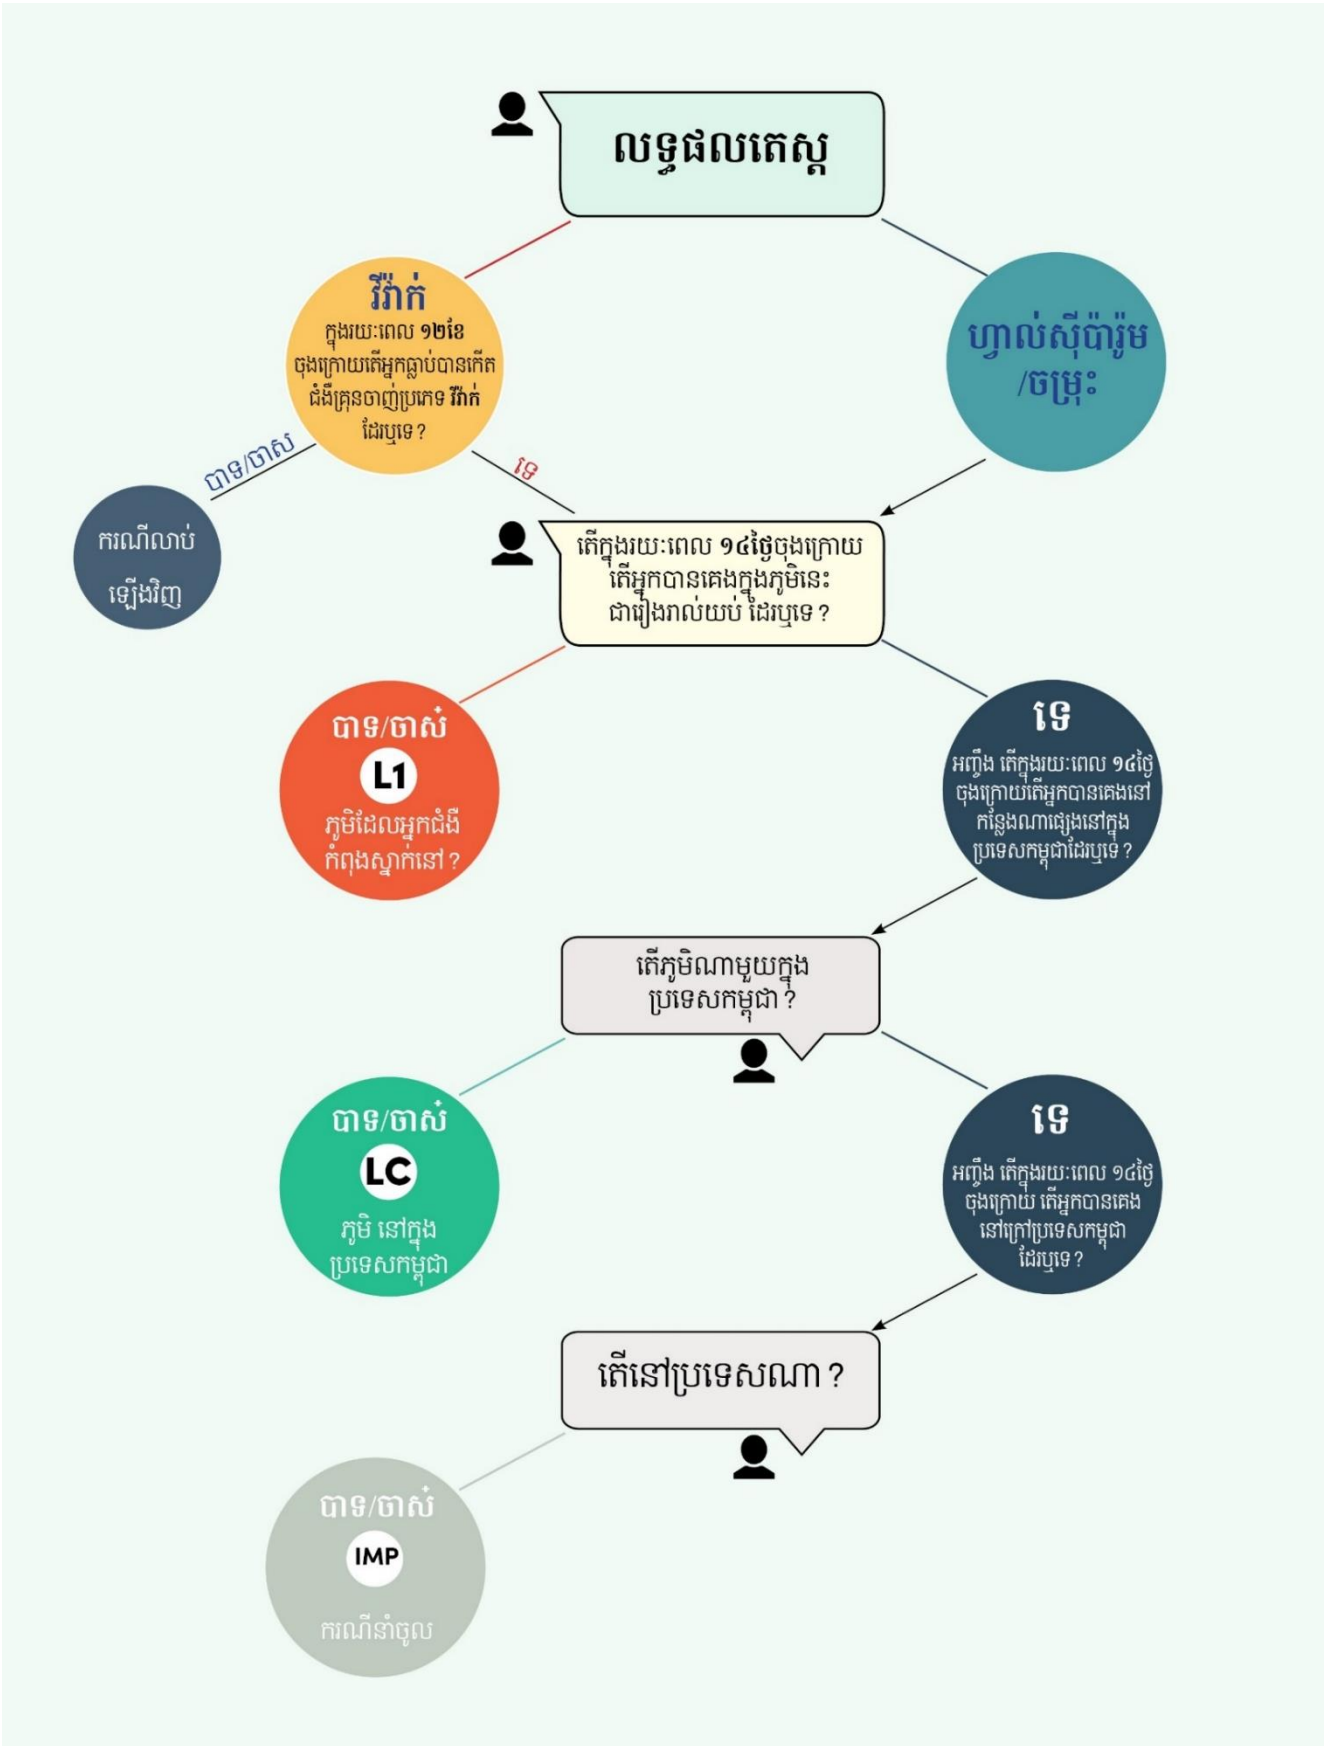 លទ្ធផលតេស្ត
វីវ៉ាក់
ក្នុងរយៈពេល ១២ខែ
ចុងក្រោយតើអ្នកធ្លាប់បានកើត
ជំងឺគ្រុនចាញ់ប្រភេទ វីវ៉ាក់
ដែរឬទេ?
ហ្វាល់ស៊ីប៉ារ៉ូម
/ចម្រុះ
បាទ/ចាស
ទេ
ករណីលាប់
ឡើងវិញ
តើក្នុងរយៈពេល ១៤ថ្ងៃចុងក្រោយ
តើអ្នកបានគេងក្នុងភូមិនេះ
ជារៀងរាល់យប់ ដែរឬទេ?
បាទ/ចាស៎
L1
ភូមិដែលអ្នកជំងឺ
កំពុងស្នាក់នៅ?
ទេ
អញ្ចឹង តើក្នុងរយៈពេល ១៤ថ្ងៃ
ចុងក្រោយតើអ្នកបានគេងនៅ
កន្លែងណាផ្សេងនៅក្នុង
ប្រទេសកម្ពុជាដែរឬទេ?
តើភូមិណាមួយក្នុង
ប្រទេសកម្ពុជា?
បាទ/ចាស៎
LC
ភូមិ នៅក្នុង
ប្រទេសកម្ពុជា
ទេ
អញ្ចឹង តើក្នុងរយៈពេល ១៤ថ្ងៃ
ចុងក្រោយ តើអ្នកបានគេង
នៅក្រៅប្រទេសកម្ពុជា
ដែរឬទេ?
តើនៅប្រទេសណា?
បាទ/ចាស៎
IMP
ករណីនាំចូល